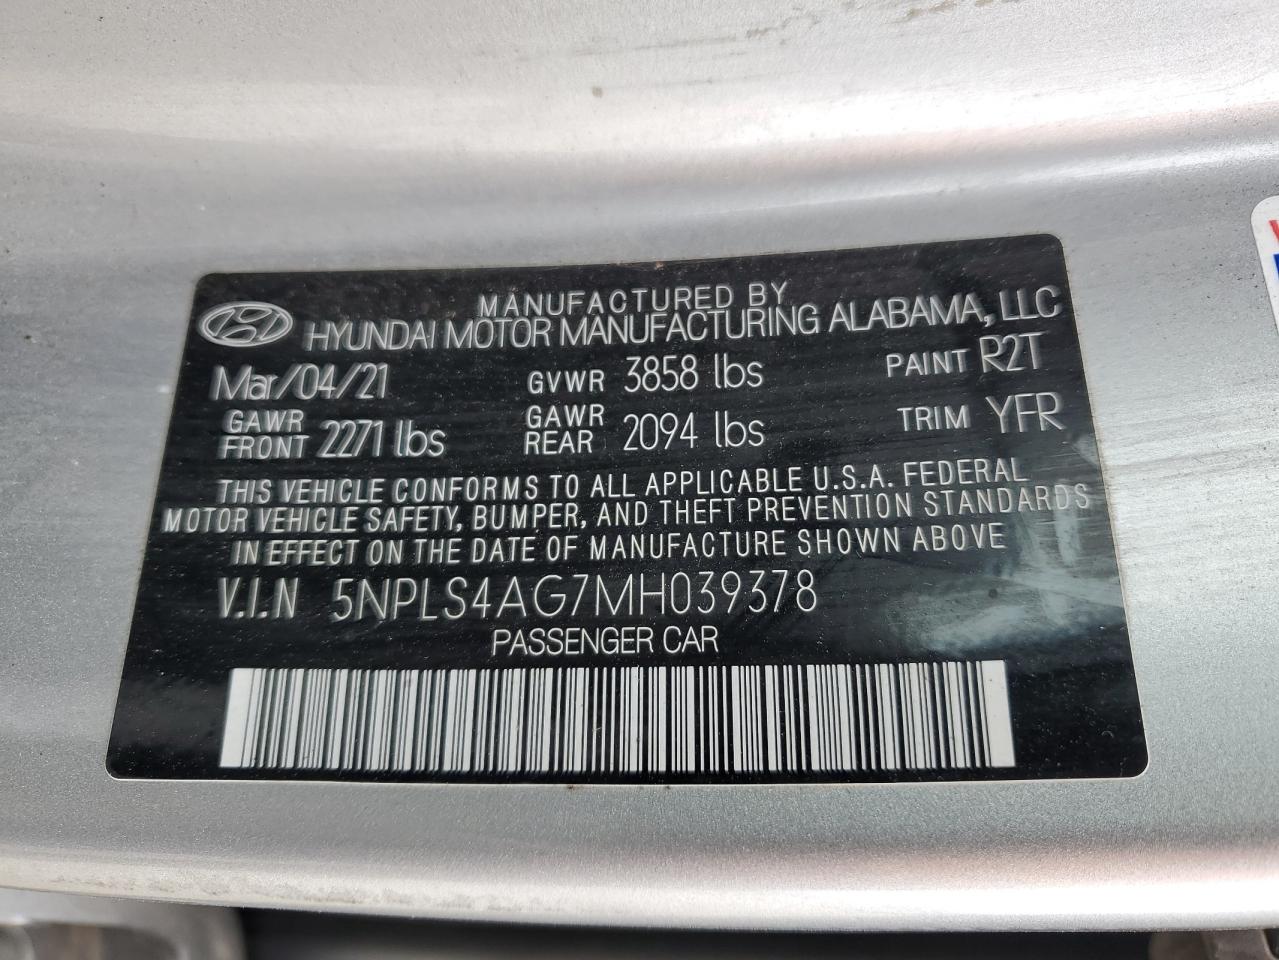 MANUFACTURED BY
HYUNDAI MOTOR MANUFACTURING ALABAMA, LLC
Mar/04/21 GVWR 3858 lbs PAINT R2T
GAWR FRONT 2271 lbs GAWR REAR 2094 lbs TRIM YFR
THIS VEHICLE CONFORMS TO ALL APPLICABLE U.S.A. FEDERAL
MOTOR VEHICLE SAFETY, BUMPER, AND THEFT PREVENTION STANDARDS
IN EFFECT ON THE DATE OF MANUFACTURE SHOWN ABOVE
V.I.N 5NPLS4AG7MH039378
PASSENGER CAR